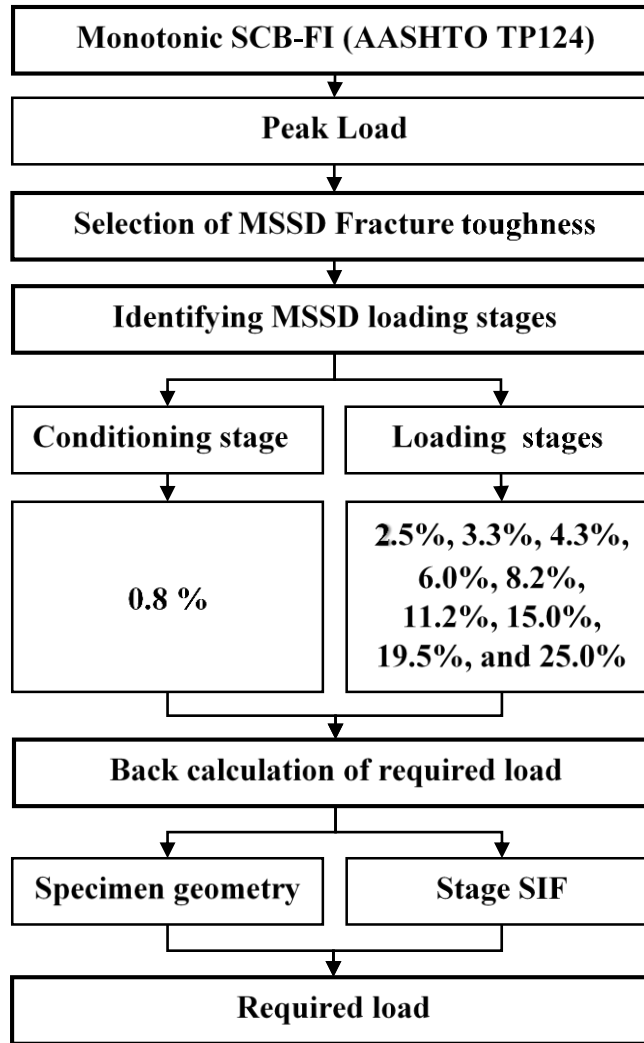 Monotonic SCB-FI (AASHTO TP124)
Peak Load
Selection of MSSD Fracture toughness
Identifying MSSD loading stages
Conditioning stage
Loading stages
0.8 %
2.5%, 3.3%, 4.3%,
6.0%, 8.2%,
11.2%, 15.0%,
19.5%, and 25.0%
Back calculation of required load
Specimen geometry
Stage SIF
Required load